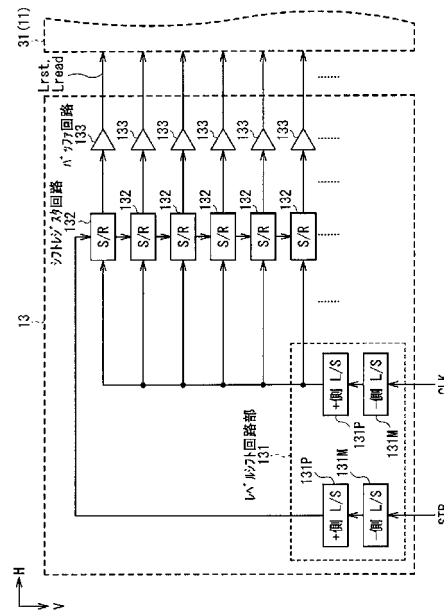 31(11)
Lrst,
Lread
バッファ回路
133
133
133
133
133
133
シフトレジスタ回路
132
132
132
132
132
132
S/R
S/R
S/R
S/R
S/R
S/R
13
レベルシフト回路部
131
131P
131M
+側 L/S
-側 L/S
+側 L/S
-側 L/S
131P
131M
STP
CLK
H
V